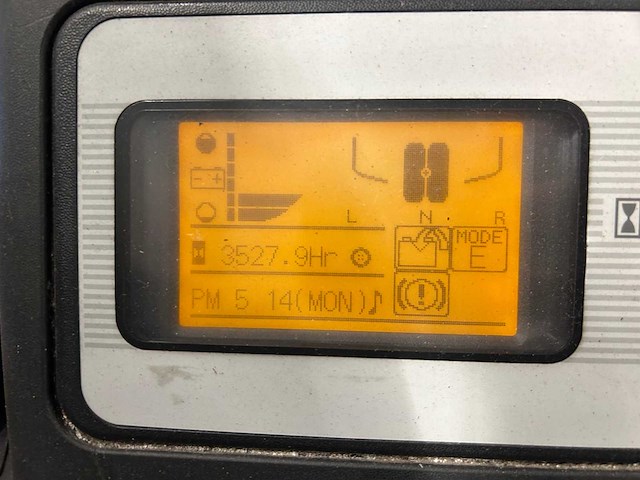 L N R
3527.9Hr
MODE
E
PM 5 14(MON)